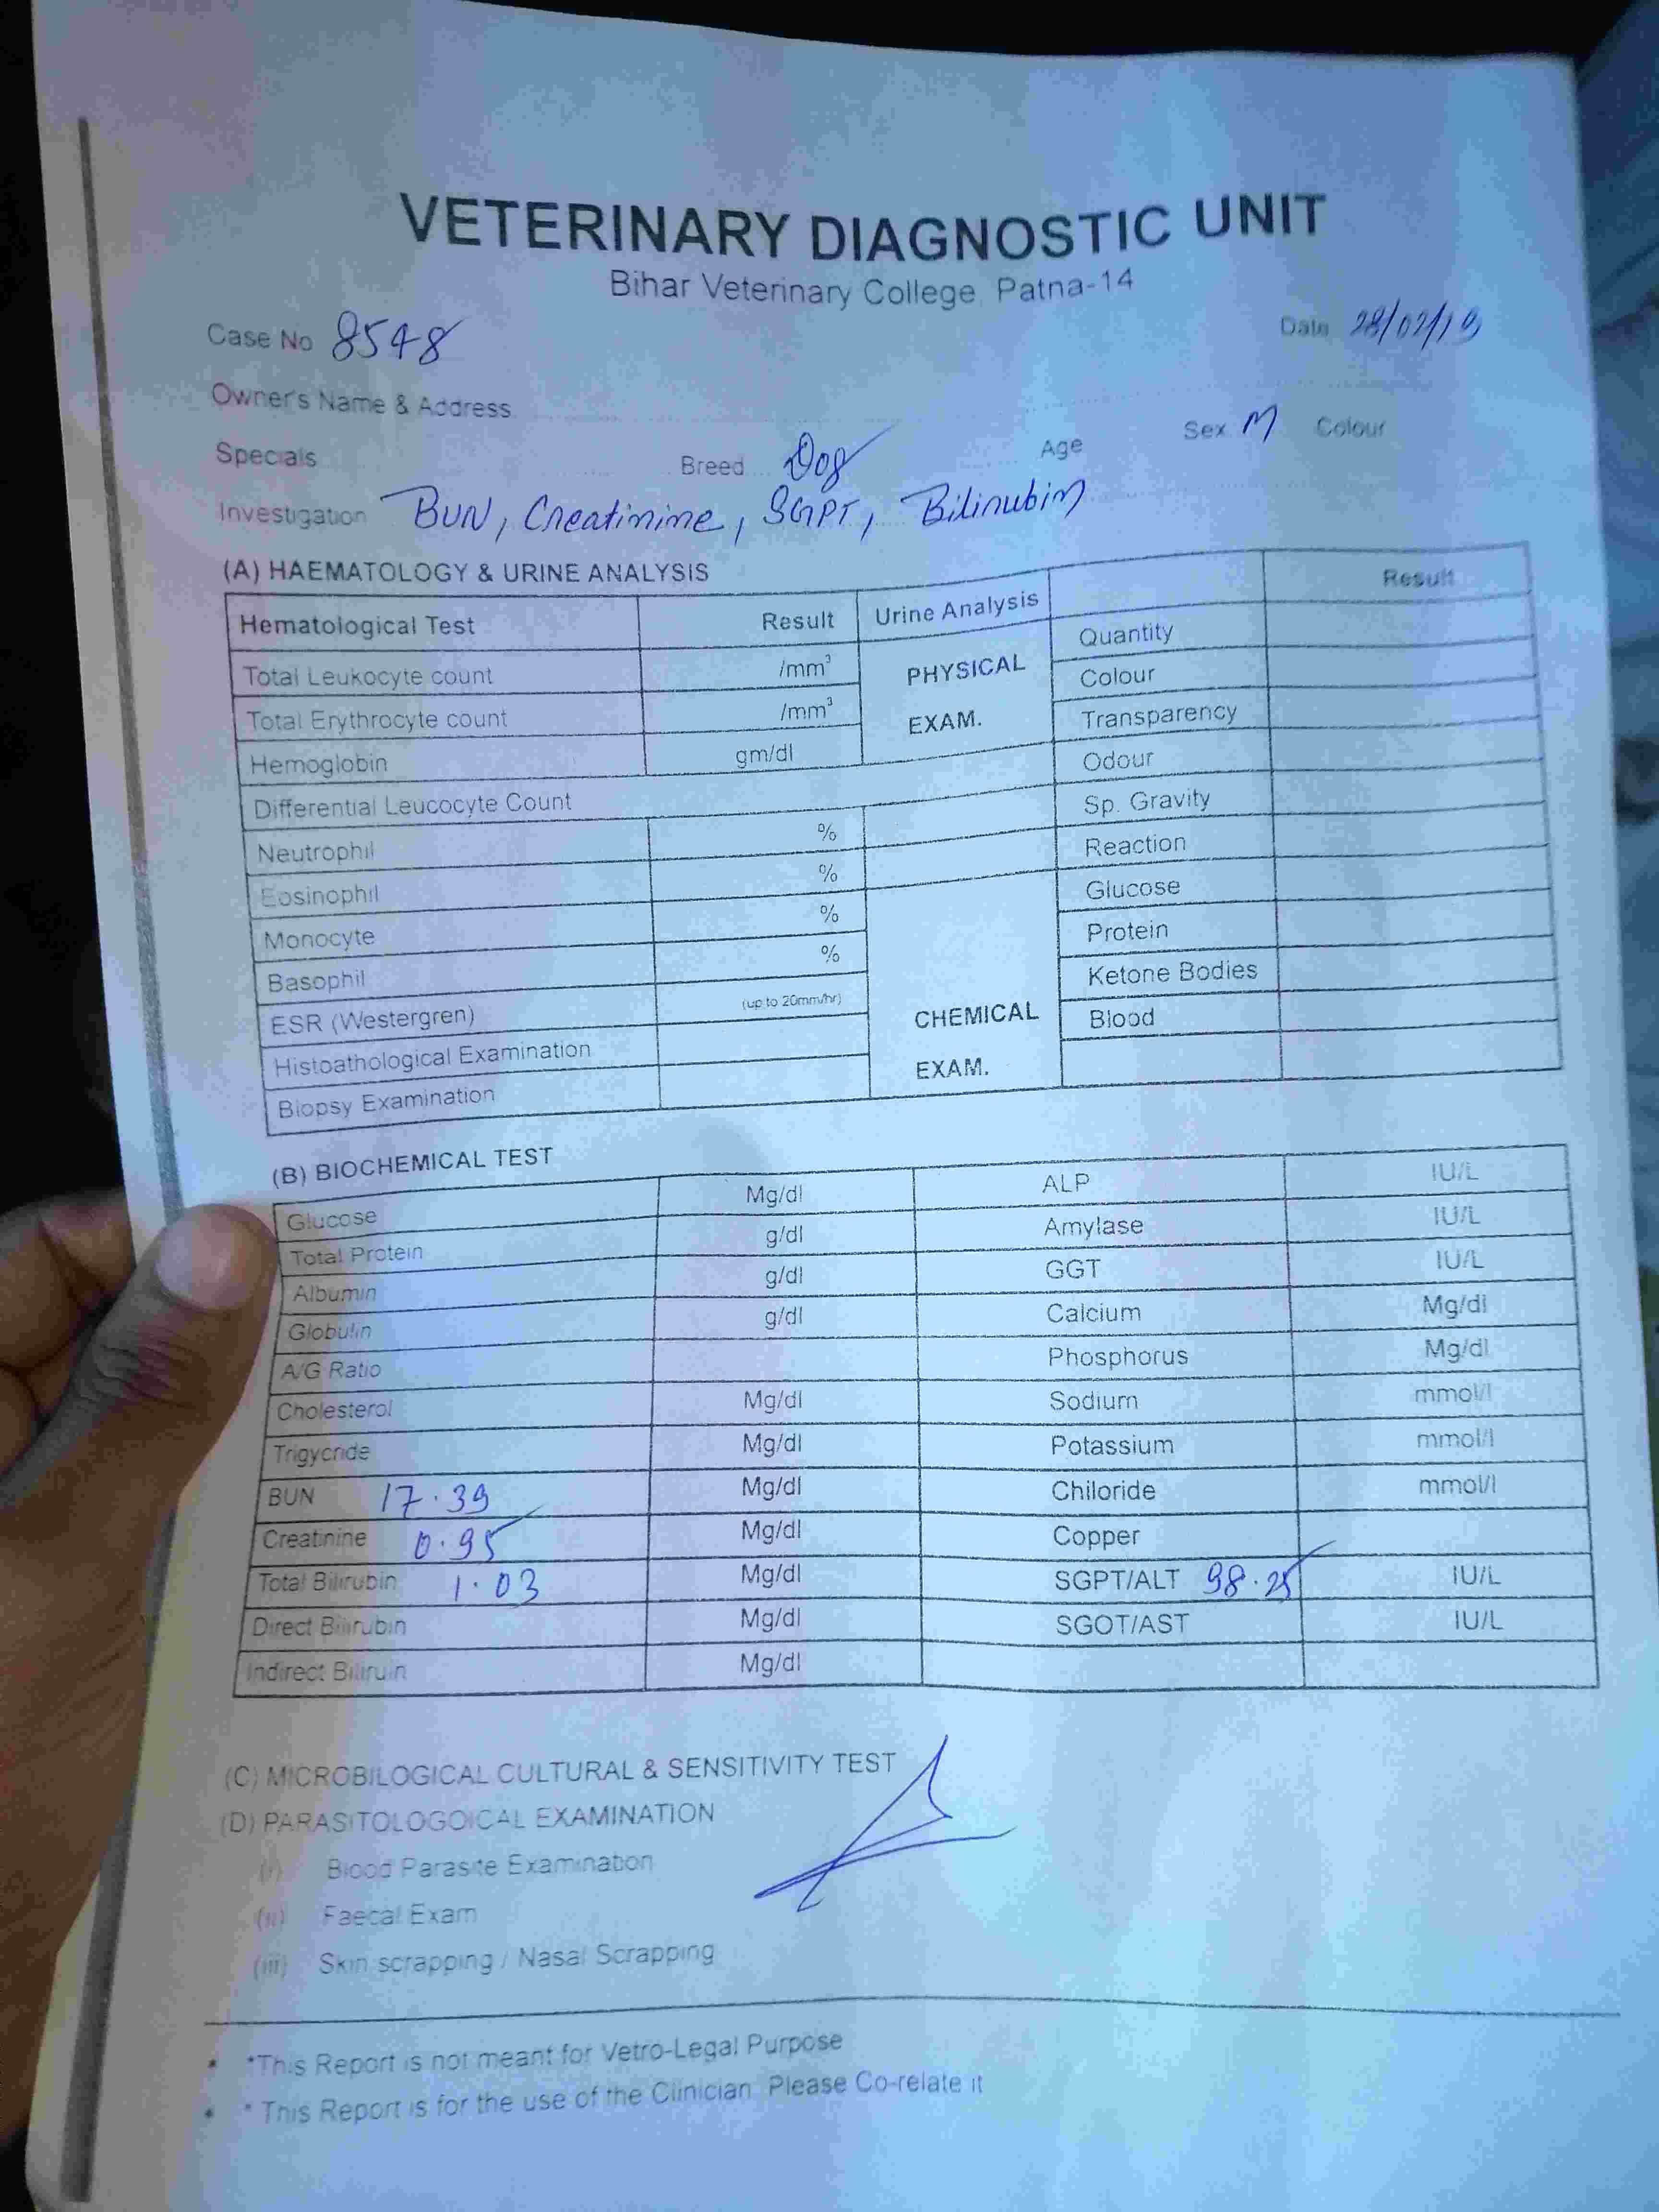 VETERINARY DIAGNOSTIC UNIT
Bihar Veterinary College, Patna-14
Case No 8548 Date 28/02/19
Owner's Name & Address
Specials Breed Dog Age Sex M Colour
Investigation BUN, Creatinine, SGPT, Bilinubin
(A) HAEMATOLOGY & URINE ANALYSIS
Hematological Test Result Urine Analysis Result
Total Leukocyte count /mm³ PHYSICAL Quantity
Total Erythrocyte count /mm³ EXAM. Colour
Hemoglobin gm/dl Transparency
Differential Leucocyte Count Odour
Neutrophil % Sp. Gravity
Eosinophil % Reaction
Monocyte % Glucose
Basophil % Protein
ESR (Westergren) (up to 20mm/hr) Ketone Bodies
Histoathological Examination CHEMICAL Blood
Biopsy Examination EXAM.
(B) BIOCHEMICAL TEST
Glucose Mg/dl ALP IU/L
Total Protein g/dl Amylase IU/L
Albumin g/dl GGT IU/L
Globulin g/dl Calcium Mg/dl
A/G Ratio Phosphorus Mg/dl
Cholesterol Mg/dl Sodium mmol/l
Trigycride Mg/dl Potassium mmol/l
BUN 17.39 Mg/dl Chiloride mmol/l
Creatinine 0.95 Mg/dl Copper
Total Bilirubin 1.03 Mg/dl SGPT/ALT 98.25 IU/L
Direct Bilirubin Mg/dl SGOT/AST IU/L
Indirect Biliruin Mg/dl
(C) MICROBILOGICAL CULTURAL & SENSITIVITY TEST
(D) PARASITOLOGOICAL EXAMINATION
(i) Blood Parasite Examination
(ii) Faecal Exam
(iii) Skin scrapping / Nasal Scrapping
• *This Report is not meant for Vetro-Legal Purpose
• * This Report is for the use of the Clinician Please Co-relate it